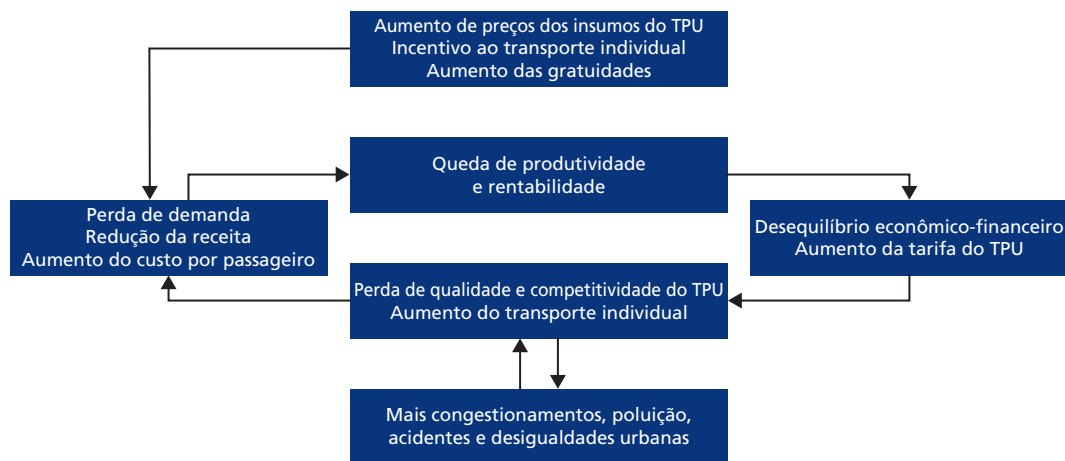 Aumento de preços dos insumos do TPU
Incentivo ao transporte individual
Aumento das gratuidades
Queda de produtividade
e rentabilidade
Perda de demanda
Redução da receita
Aumento do custo por passageiro
Desequilíbrio econômico-financeiro
Aumento da tarifa do TPU
Perda de qualidade e competitividade do TPU
Aumento do transporte individual
Mais congestionamentos, poluição,
acidentes e desigualdades urbanas